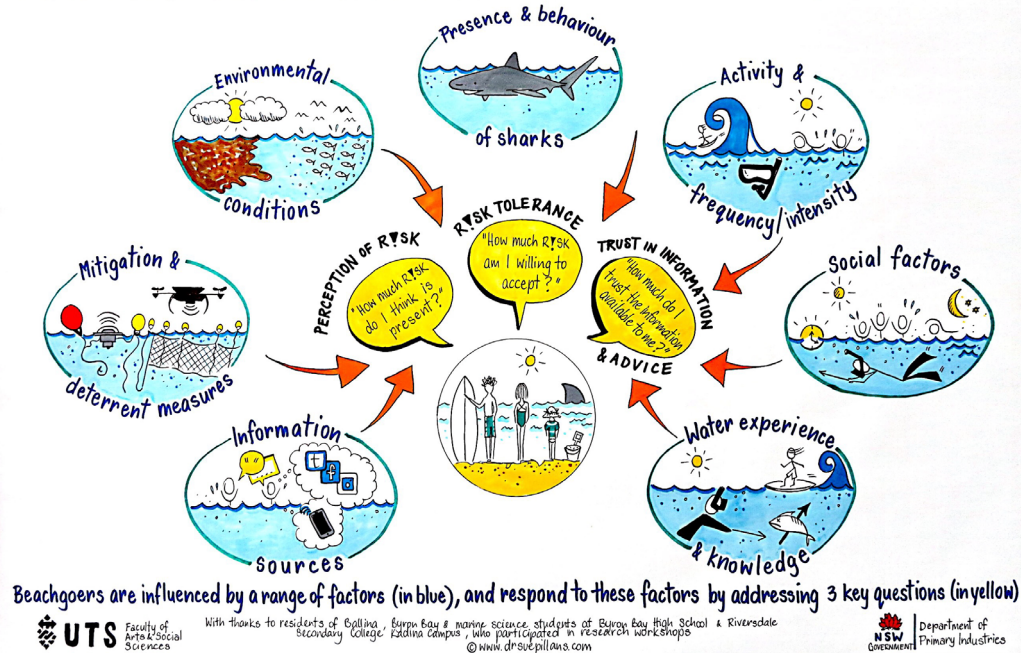 Presence & behaviour
of sharks
Environmental
conditions
Activity &
frequency/intensity
Mitigation &
deterrent measures
Social factors
Information
sources
Water experience
& knowledge
PERCEPTION OF RISK
"How much RISK
do I think is
present?"
RISK TOLERANCE
"How much RISK
am I willing to
accept?"
TRUST IN INFORMATION
& ADVICE
"How much do I
trust the information
available to me?"
t
f
Beachgoers are influenced by a range of factors (in blue), and respond to these factors by addressing 3 key questions (in yellow)
UTS
Faculty of
Arts & Social
Sciences
With thanks to residents of Ballina, Byron Bay & marine science students at Byron Bay High School & Riversdale
Secondary College Kadina Campus, who participated in research workshops
© www.drsuepillans.com
NSW
GOVERNMENT
Department of
Primary Industries